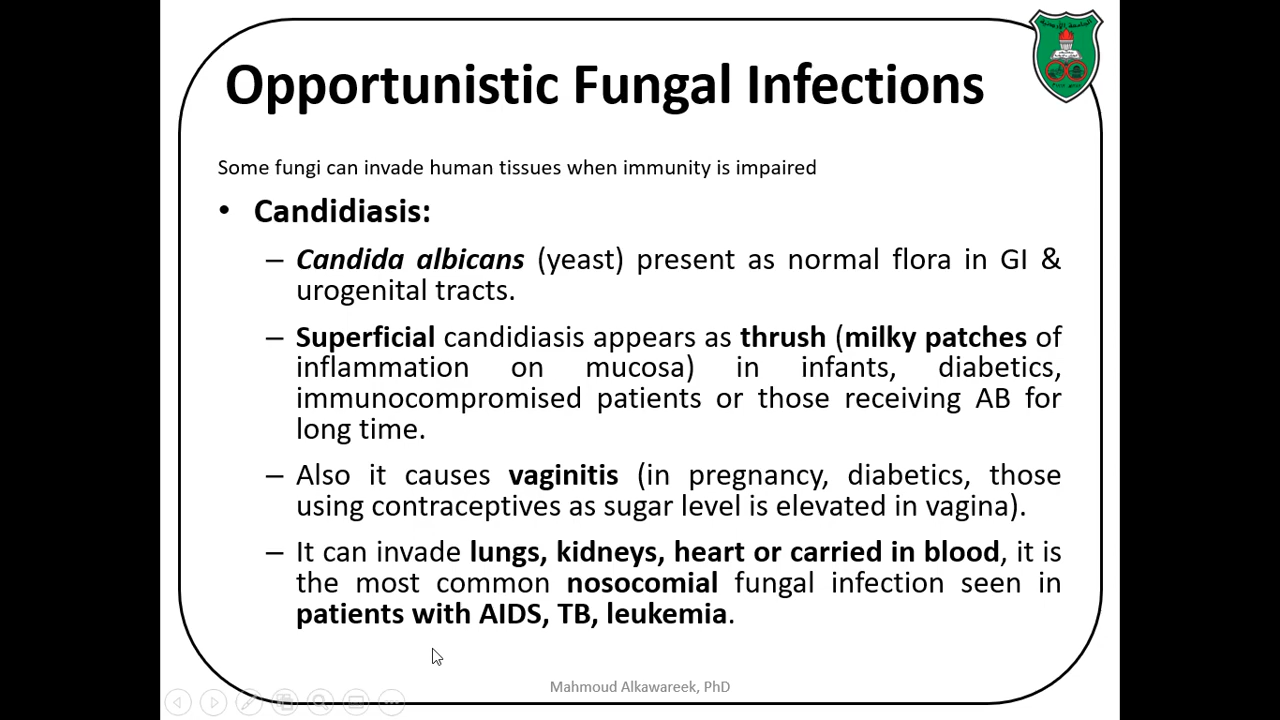 Opportunistic Fungal Infections
Some fungi can invade human tissues when immunity is impaired
• Candidiasis:
– Candida albicans (yeast) present as normal flora in GI &
urogenital tracts.
– Superficial candidiasis appears as thrush (milky patches of
inflammation on mucosa) in infants, diabetics,
immunocompromised patients or those receiving AB for
long time.
– Also it causes vaginitis (in pregnancy, diabetics, those
using contraceptives as sugar level is elevated in vagina).
– It can invade lungs, kidneys, heart or carried in blood, it is
the most common nosocomial fungal infection seen in
patients with AIDS, TB, leukemia.
Mahmoud Alkawareek, PhD